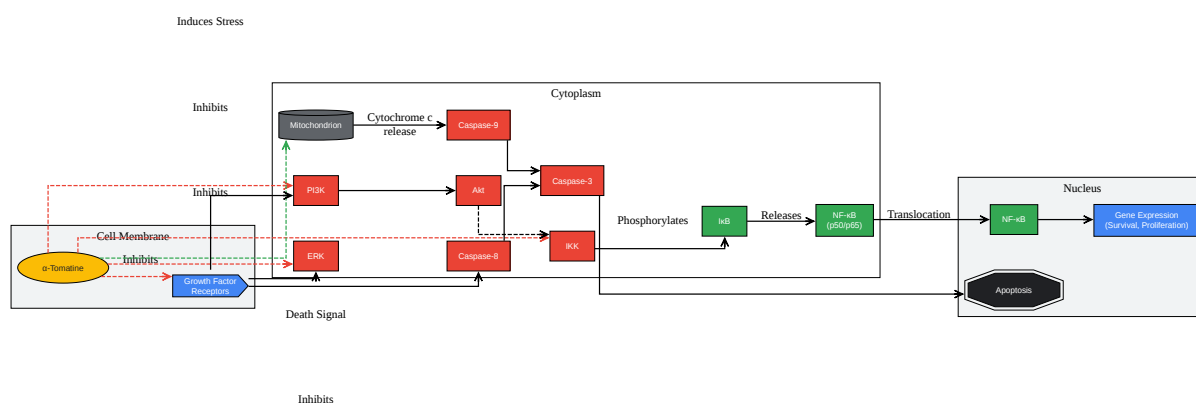 Induces Stress
Cytoplasm
Inhibits
Mitochondrion
Cytochrome c
release
Caspase-9
Caspase-3
Inhibits
PI3K
Akt
Phosphorylates
IκB
Releases
NF-κB
(p50/p65)
Translocation
Nucleus
NF-κB
Gene Expression
(Survival, Proliferation)
Cell Membrane
α-Tomatine
Inhibits
Growth Factor
Receptors
ERK
Caspase-8
IKK
Apoptosis
Death Signal
Inhibits